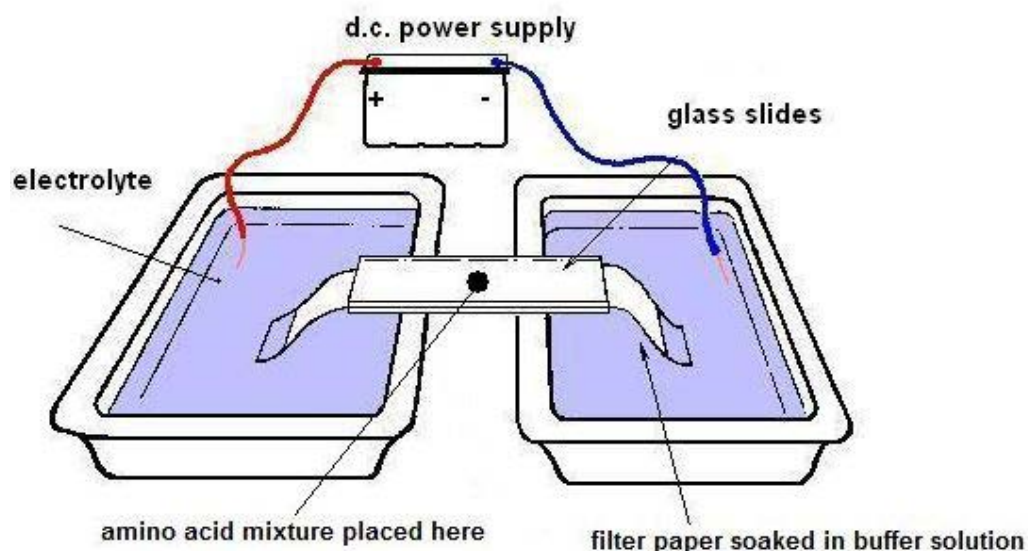 d.c. power supply
+ -
glass slides
electrolyte
amino acid mixture placed here
filter paper soaked in buffer solution